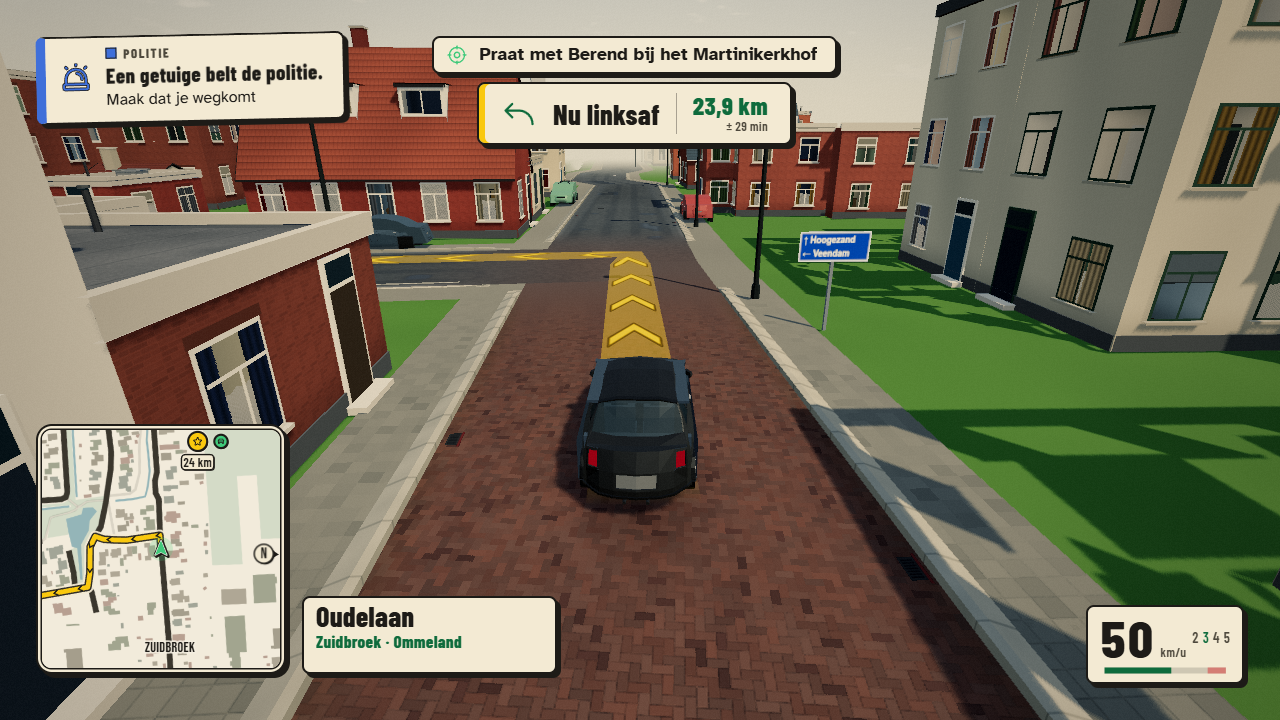 POLITIE
Een getuige belt de politie.
Maak dat je wegkomt
Praat met Berend bij het Martinikerkhof
Nu linksaf
23,9 km
± 29 min
↑ Hoogezand
← Veendam
24 km
N
ZUIDBROEK
Oudelaan
Zuidbroek · Ommeland
50 km/u
2 3 4 5